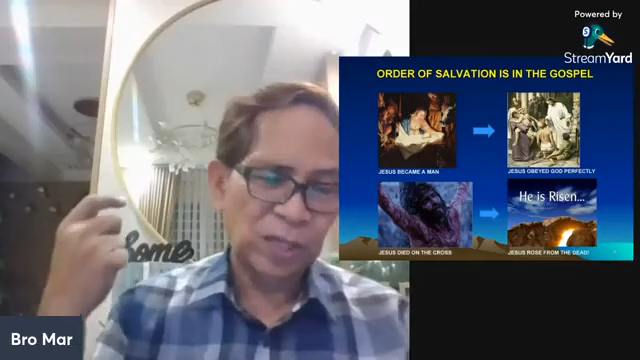 Powered by
StreamYard
ORDER OF SALVATION IS IN THE GOSPEL
JESUS BECAME A MAN
JESUS OBEYED GOD PERFECTLY
He is Risen...
JESUS DIED ON THE CROSS
JESUS ROSE FROM THE DEAD!
home
Bro Mar